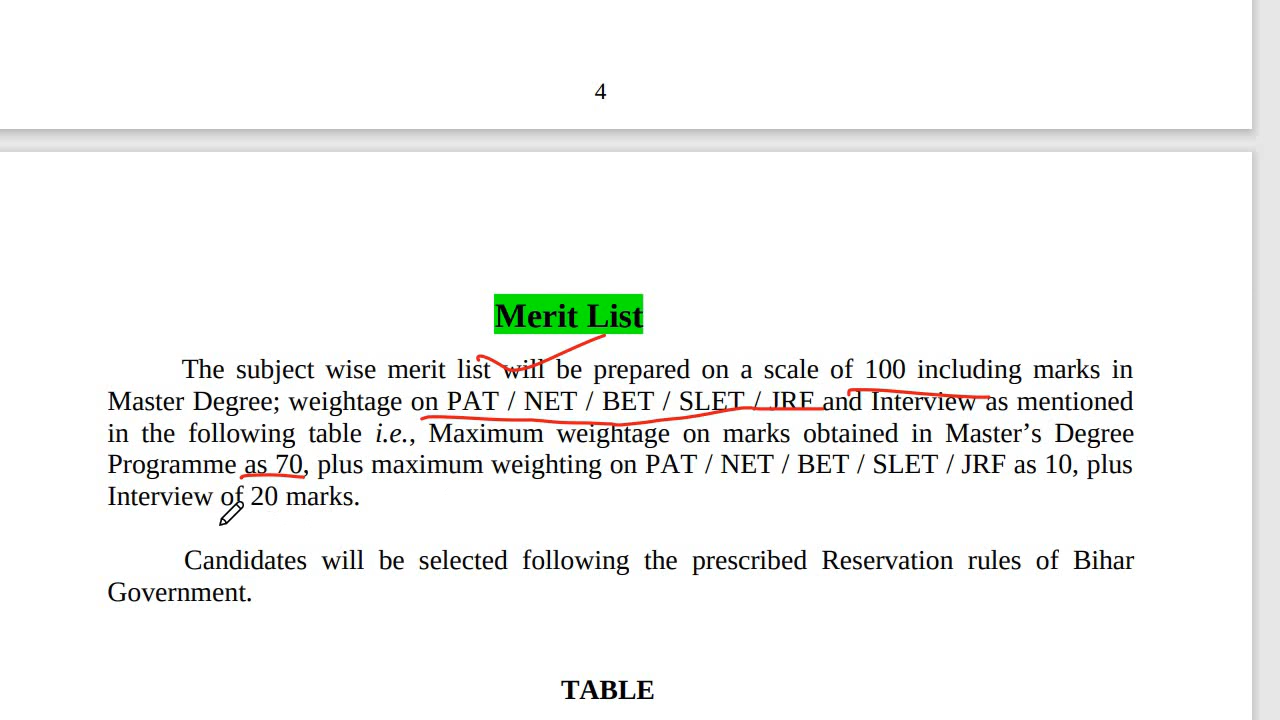 4
Merit List
The subject wise merit list will be prepared on a scale of 100 including marks in
Master Degree; weightage on PAT / NET / BET / SLET / JRF and Interview as mentioned
in the following table i.e., Maximum weightage on marks obtained in Master’s Degree
Programme as 70, plus maximum weighting on PAT / NET / BET / SLET / JRF as 10, plus
Interview of 20 marks.
Candidates will be selected following the prescribed Reservation rules of Bihar
Government.
TABLE